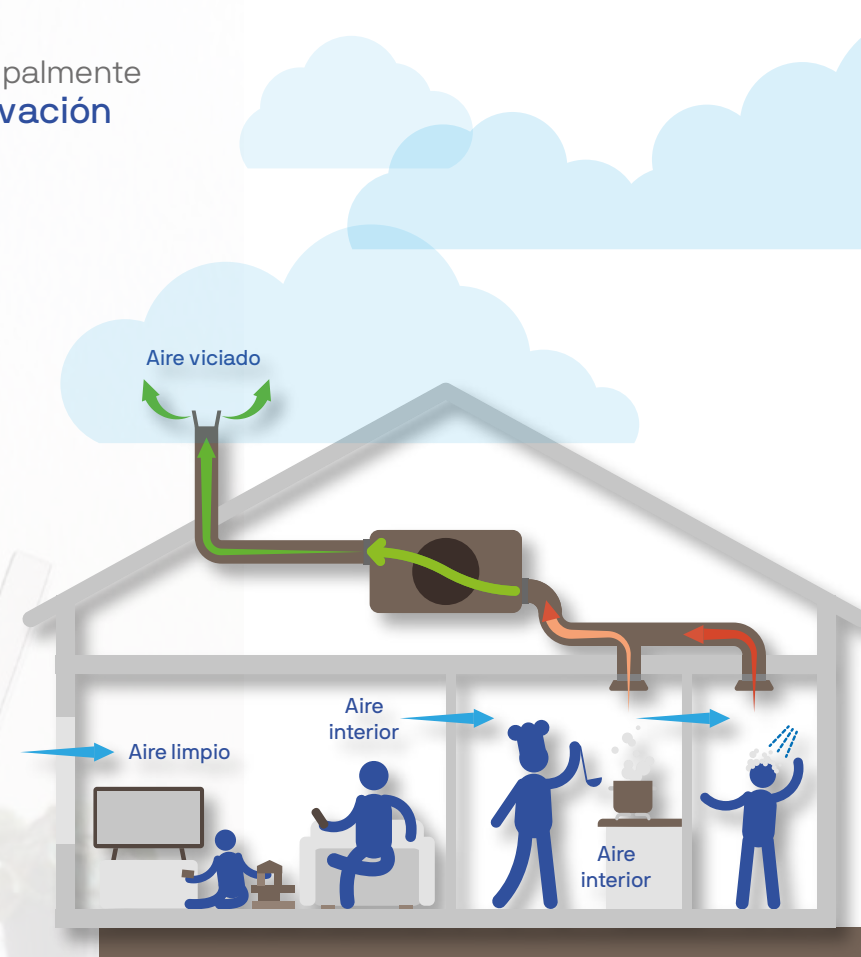 palmente
vación
Aire viciado
Aire
interior
Aire limpio
Aire
interior